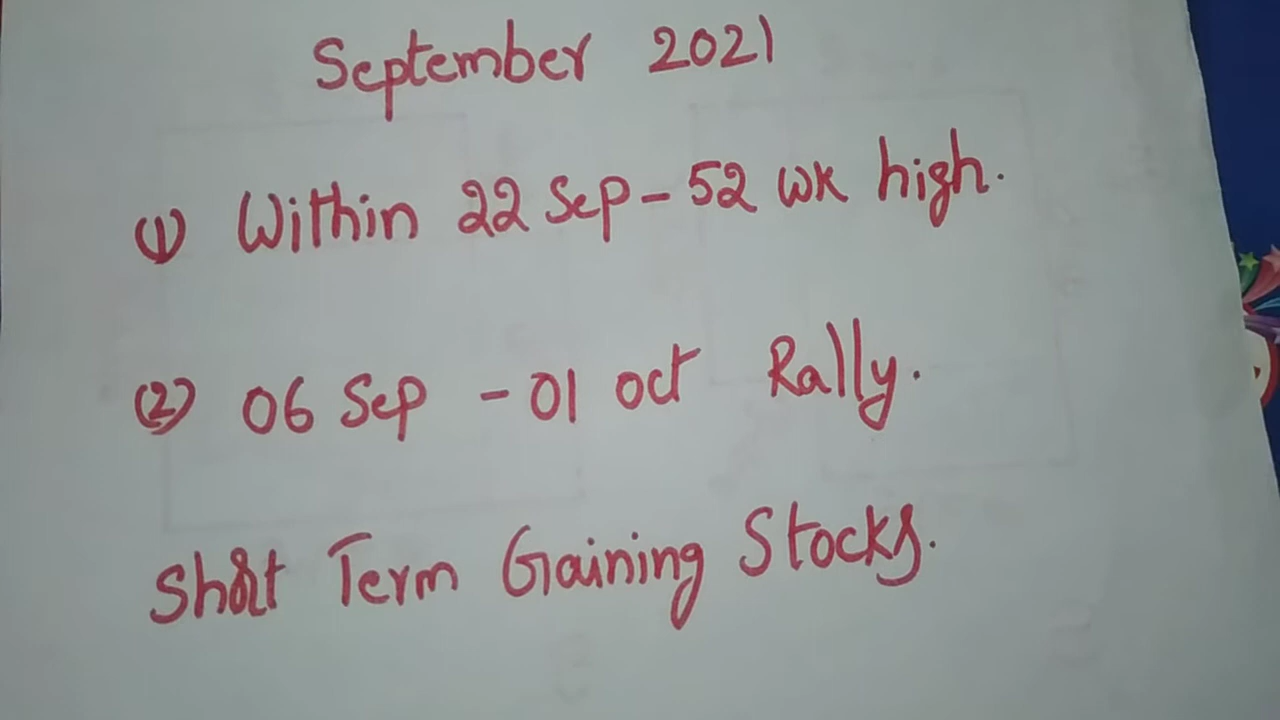 September 2021
(1) Within 22 Sep - 52 wk high.
(2) 06 Sep - 01 oct Rally.
Short Term Gaining Stocks.